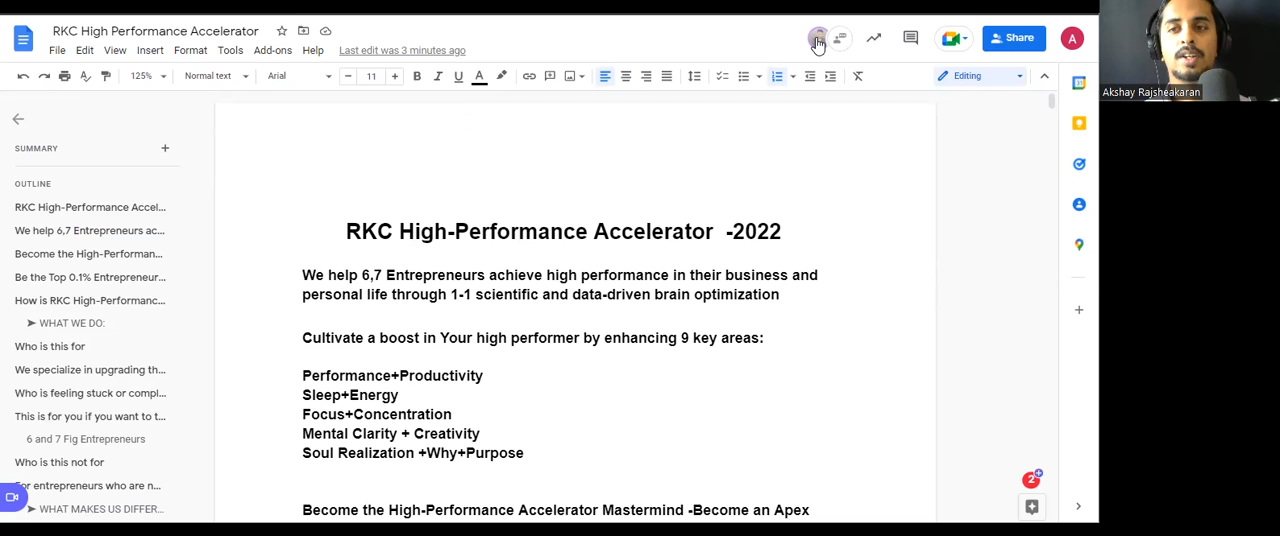 RKC High Performance Accelerator
File Edit View Insert Format Tools Add-ons Help Last edit was 3 minutes ago
Share
A
125% Normal text Arial 11 B I U A Editing
Akshay Rajsheakaran
SUMMARY
OUTLINE
RKC High-Performance Accel...
We help 6,7 Entrepreneurs ac...
Become the High-Performan...
Be the Top 0.1% Entrepreneur...
How is RKC High-Performanc...
➤ WHAT WE DO:
Who is this for
We specialize in upgrading th...
Who is feeling stuck or compl...
This is for you if you want to t...
6 and 7 Fig Entrepreneurs
Who is this not for
For entrepreneurs who are n...
➤ WHAT MAKES US DIFFER...
RKC High-Performance Accelerator -2022
We help 6,7 Entrepreneurs achieve high performance in their business and
personal life through 1-1 scientific and data-driven brain optimization
Cultivate a boost in Your high performer by enhancing 9 key areas:
Performance+Productivity
Sleep+Energy
Focus+Concentration
Mental Clarity + Creativity
Soul Realization +Why+Purpose
Become the High-Performance Accelerator Mastermind -Become an Apex
2